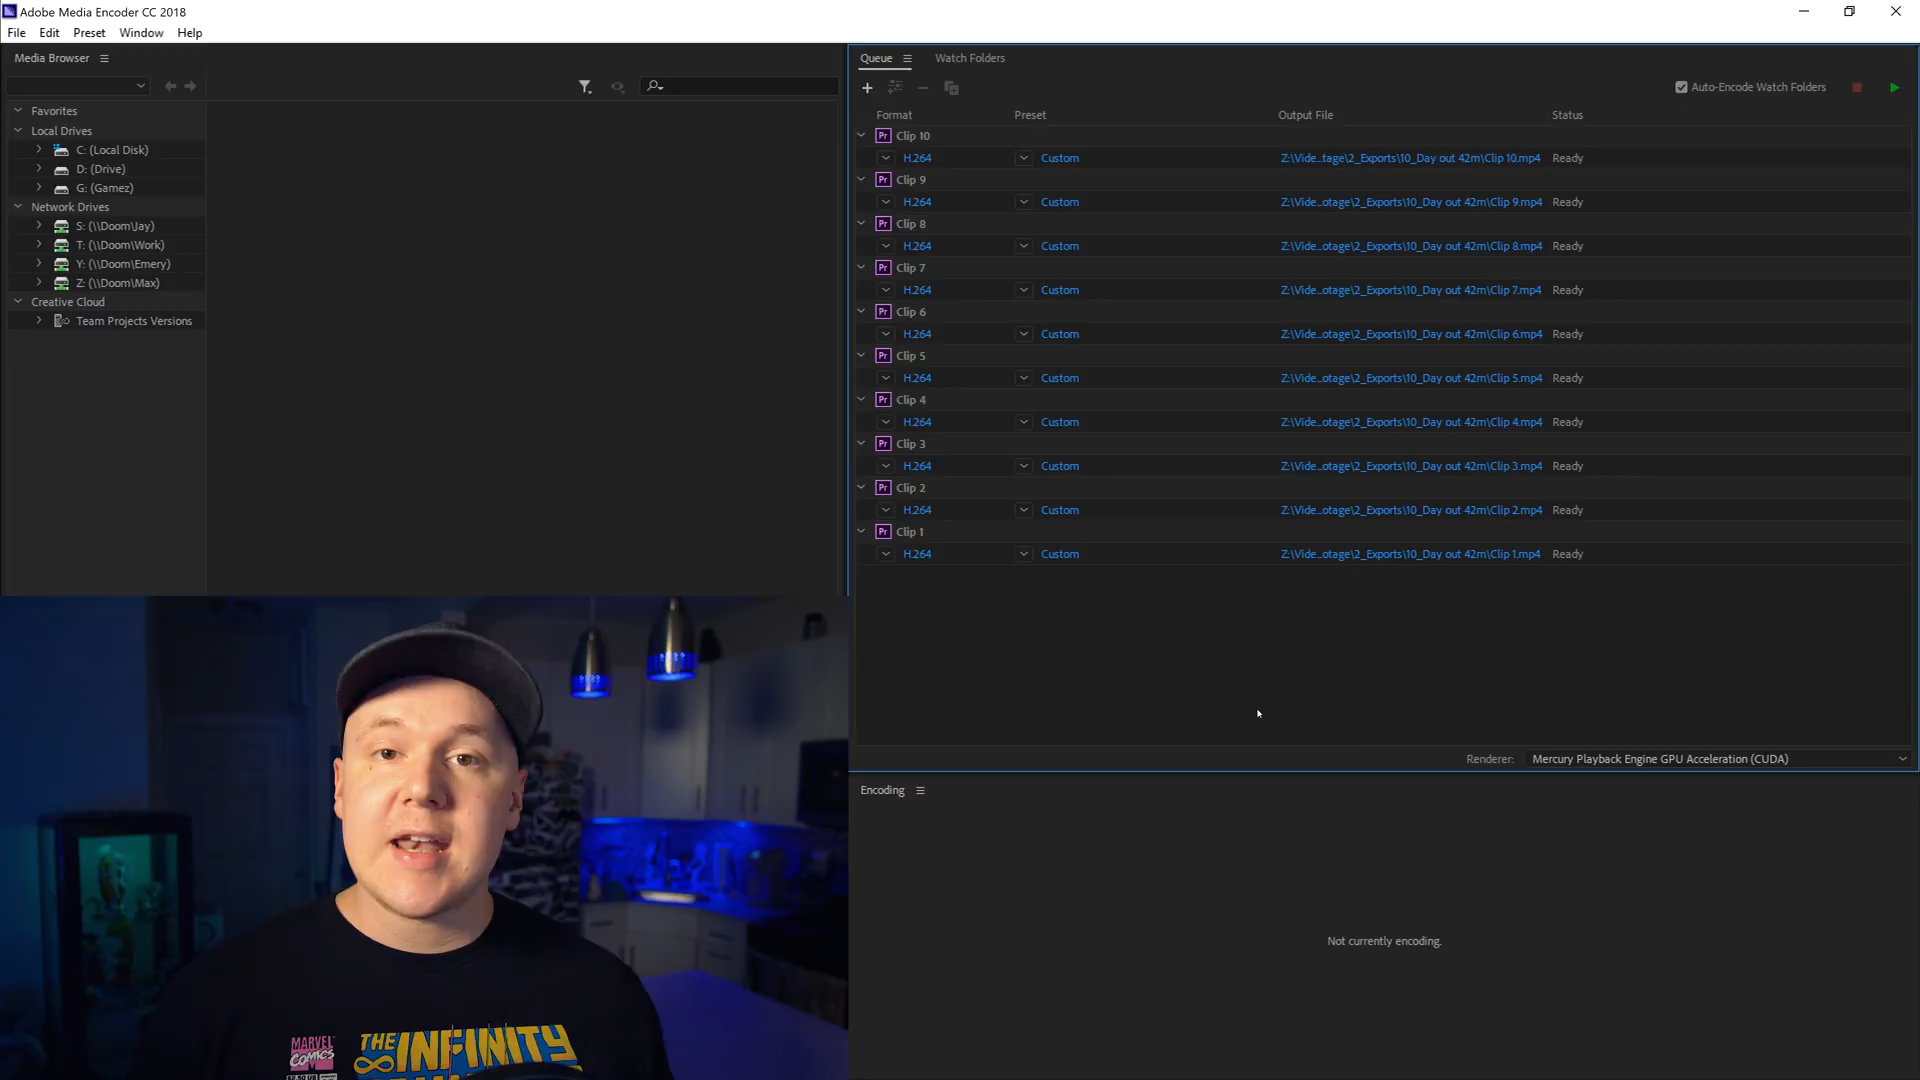 Adobe Media Encoder CC 2018
File Edit Preset Window Help
Media Browser
Favorites
Local Drives
C: (Local Disk)
D: (Drive)
G: (Gamez)
Network Drives
S: (\\Doom\Jay)
T: (\\Doom\Work)
Y: (\\Doom\Emery)
Z: (\\Doom\Max)
Creative Cloud
Team Projects Versions
Queue Watch Folders
Auto-Encode Watch Folders
Format Preset Output File Status
Pr Clip 10
H.264 Custom Z:\Vide...tage\2_Exports\10_Day out 42m\Clip 10.mp4 Ready
Pr Clip 9
H.264 Custom Z:\Vide...otage\2_Exports\10_Day out 42m\Clip 9.mp4 Ready
Pr Clip 8
H.264 Custom Z:\Vide...otage\2_Exports\10_Day out 42m\Clip 8.mp4 Ready
Pr Clip 7
H.264 Custom Z:\Vide...otage\2_Exports\10_Day out 42m\Clip 7.mp4 Ready
Pr Clip 6
H.264 Custom Z:\Vide...otage\2_Exports\10_Day out 42m\Clip 6.mp4 Ready
Pr Clip 5
H.264 Custom Z:\Vide...otage\2_Exports\10_Day out 42m\Clip 5.mp4 Ready
Pr Clip 4
H.264 Custom Z:\Vide...otage\2_Exports\10_Day out 42m\Clip 4.mp4 Ready
Pr Clip 3
H.264 Custom Z:\Vide...otage\2_Exports\10_Day out 42m\Clip 3.mp4 Ready
Pr Clip 2
H.264 Custom Z:\Vide...otage\2_Exports\10_Day out 42m\Clip 2.mp4 Ready
Pr Clip 1
H.264 Custom Z:\Vide...otage\2_Exports\10_Day out 42m\Clip 1.mp4 Ready
Renderer: Mercury Playback Engine GPU Acceleration (CUDA)
Encoding
Not currently encoding.
MARVEL
COMICS
THE INFINITY